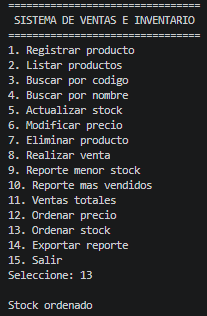 ==================================
SISTEMA DE VENTAS E INVENTARIO
==================================
1. Registrar producto
2. Listar productos
3. Buscar por codigo
4. Buscar por nombre
5. Actualizar stock
6. Modificar precio
7. Eliminar producto
8. Realizar venta
9. Reporte menor stock
10. Reporte mas vendidos
11. Ventas totales
12. Ordenar precio
13. Ordenar stock
14. Exportar reporte
15. Salir
Seleccione: 13
Stock ordenado